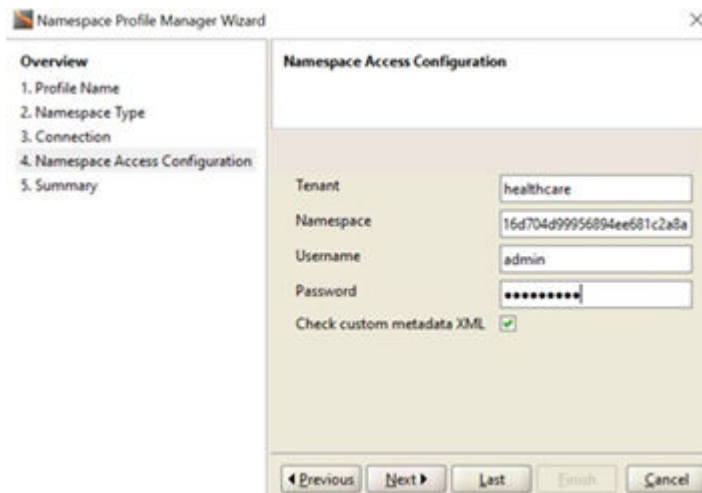 Namespace Profile Manager Wizard
Overview
1. Profile Name
2. Namespace Type
3. Connection
4. Namespace Access Configuration
5. Summary
Namespace Access Configuration
Tenant healthcare
Namespace 16d704d99956894ee681c2a8a
Username admin
Password •••••••••
Check custom metadata XML
Previous Next Last Finish Cancel